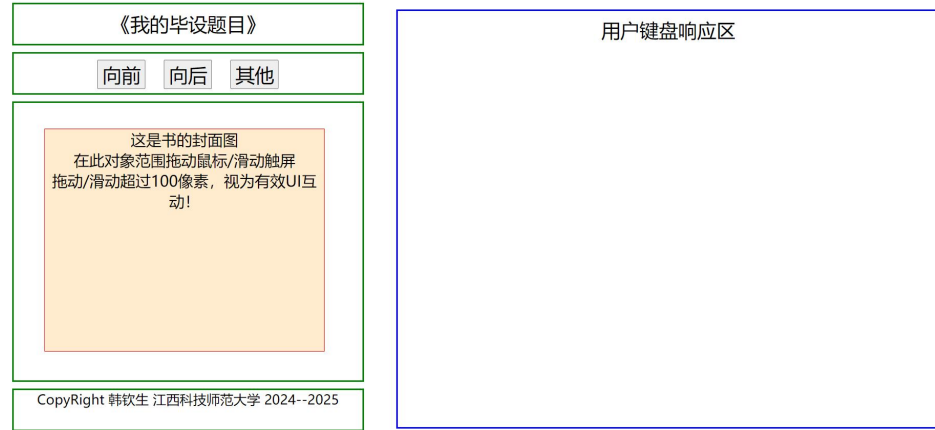 《我的毕设题目》
向前 向后 其他
这是书的封面图
在此对象范围拖动鼠标/滑动触屏
拖动/滑动超过100像素，视为有效UI互
动！
CopyRight 韩钦生 江西科技师范大学 2024--2025
用户键盘响应区